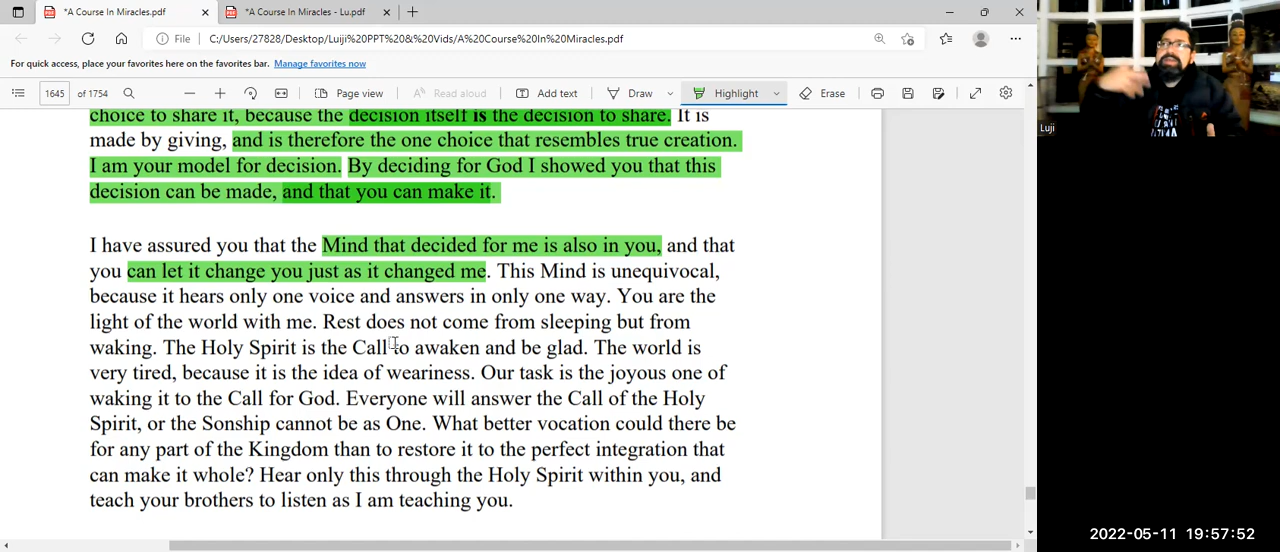 *A Course In Miracles.pdf
*A Course In Miracles - Lu.pdf
File
C:/Users/27828/Desktop/Luiji%20PPT%20&%20Vids/A%20Course%20In%20Miracles.pdf
For quick access, place your favorites here on the favorites bar. Manage favorites now
1645 of 1754
Page view
Read aloud
Add text
Draw
Highlight
Erase
choice to share it, because the decision itself is the decision to share. It is
made by giving, and is therefore the one choice that resembles true creation.
I am your model for decision. By deciding for God I showed you that this
decision can be made, and that you can make it.
I have assured you that the Mind that decided for me is also in you, and that
you can let it change you just as it changed me. This Mind is unequivocal,
because it hears only one voice and answers in only one way. You are the
light of the world with me. Rest does not come from sleeping but from
waking. The Holy Spirit is the Call to awaken and be glad. The world is
very tired, because it is the idea of weariness. Our task is the joyous one of
waking it to the Call for God. Everyone will answer the Call of the Holy
Spirit, or the Sonship cannot be as One. What better vocation could there be
for any part of the Kingdom than to restore it to the perfect integration that
can make it whole? Hear only this through the Holy Spirit within you, and
teach your brothers to listen as I am teaching you.
Luji
2022-05-11 19:57:52